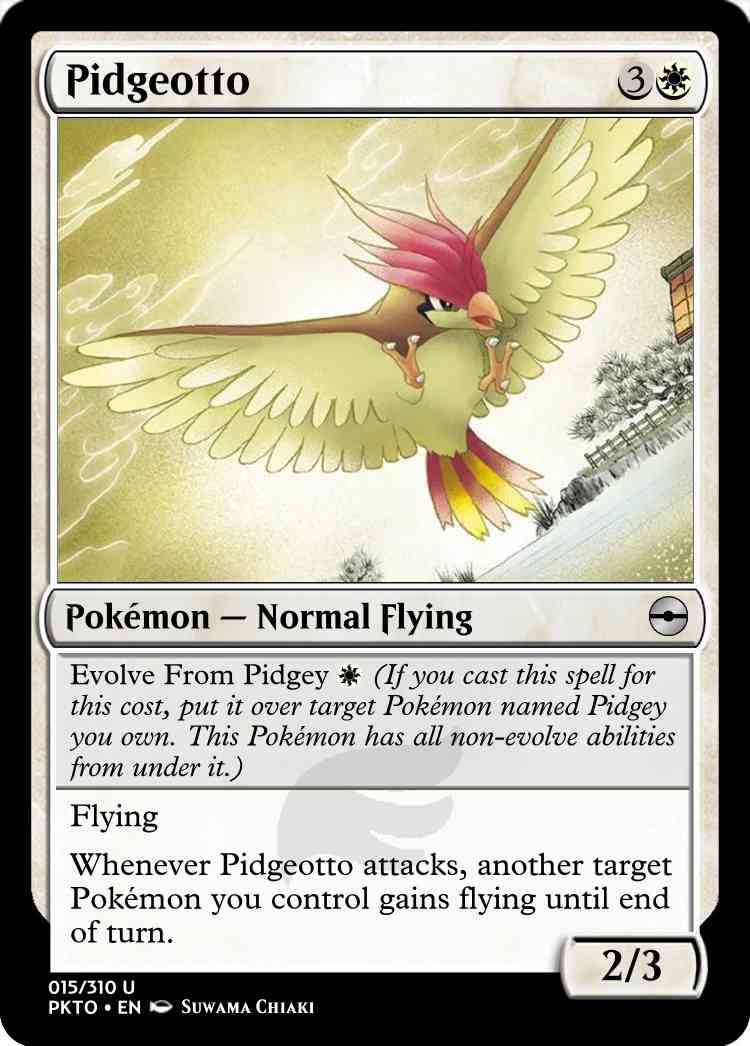 Pidgeotto 3
Pokémon — Normal Flying
Evolve From Pidgey (If you cast this spell for
this cost, put it over target Pokémon named Pidgey
you own. This Pokémon has all non-evolve abilities
from under it.)
Flying
Whenever Pidgeotto attacks, another target
Pokémon you control gains flying until end
of turn.
2/3
015/310 U
PKTO • EN Suwama Chiaki